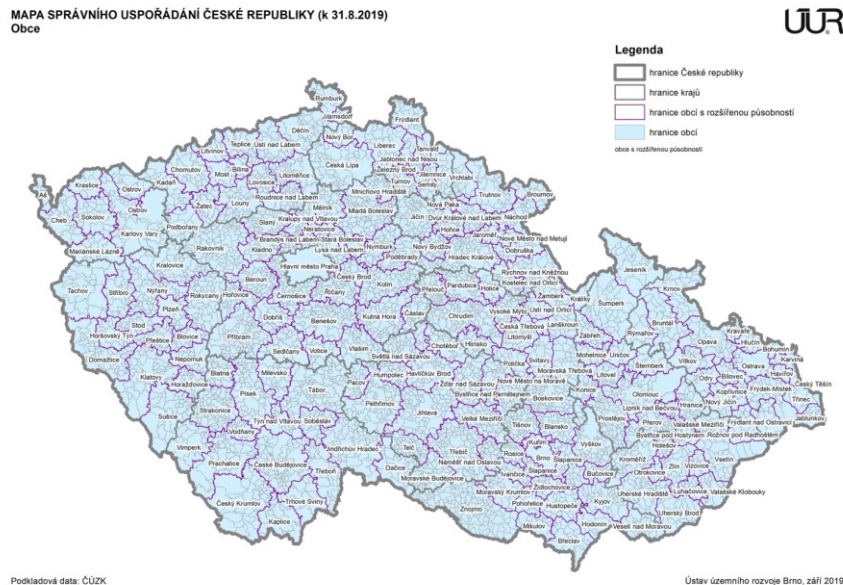 MAPA SPRÁVNÍHO USPOŘÁDÁNÍ ČESKÉ REPUBLIKY (k 31.8.2019)
Obce
ÚÚR
Legenda
hranice České republiky
hranice krajů
hranice obcí s rozšířenou působností
hranice obcí
obce s rozšířenou působností
Rumburk
Varnsdorf
Děčín
Frýdlant
Nový Bor
Liberec
Tanvald
Litvínov
Teplice
Ústí nad Labem
Česká Lípa
Jablonec nad Nisou
Železný Brod
Jilemnice
Vrchlabí
Chomutov
Most
Bílina
Litoměřice
Lovosice
Turnov
Semily
Trutnov
Broumov
Aš
Kraslice
Ostrov
Kadaň
Žatec
Louny
Roudnice nad Labem
Mnichovo Hradiště
Nová Paka
Cheb
Sokolov
Ostrov
Karlovy Vary
Podbořany
Slaný
Mělník
Kralupy nad Vltavou
Neratovice
Mladá Boleslav
Jičín
Dvůr Králové nad Labem
Náchod
Hořice
Jaroměř
Nové Město nad Metují
Mariánské Lázně
Rakovník
Kladno
Brandýs nad Labem-Stará Boleslav
Lysá nad Labem
Nymburk
Poděbrady
Nový Bydžov
Hradec Králové
Dobruška
Kralovice
Hlavní město Praha
Český Brod
Rychnov nad Kněžnou
Kostelec nad Orlicí
Jeseník
Tachov
Stříbro
Nýřany
Rokycany
Hořovice
Beroun
Černošice
Říčany
Kolín
Přelouč
Pardubice
Holice
Žamberk
Králíky
Šumperk
Krnov
Plzeň
Dobříš
Benešov
Kutná Hora
Čáslav
Chrudim
Vysoké Mýto
Ústí nad Orlicí
Stod
Horšovský Týn
Přeštice
Blovice
Příbram
Sedlčany
Votice
Vlašim
Světlá nad Sázavou
Chotěboř
Hlinsko
Česká Třebová
Lanškroun
Litomyšl
Zábřeh
Rýmařov
Bruntál
Opava
Kravaře
Hlučín
Bohumín
Karviná
Domažlice
Nepomuk
Klatovy
Horažďovice
Blatná
Milevsko
Humpolec
Havlíčkův Brod
Polička
Svitavy
Mohelnice
Uničov
Šternberk
Vítkov
Ostrava
Havířov
Český Těšín
Písek
Tábor
Pacov
Pelhřimov
Žďár nad Sázavou
Nové Město na Moravě
Moravská Třebová
Litovel
Odry
Bílovec
Kopřivnice
Frýdek-Místek
Třinec
Sušice
Strakonice
Týn nad Vltavou
Soběslav
Jihlava
Bystřice nad Pernštejnem
Boskovice
Konice
Olomouc
Hranice
Nový Jičín
Jablunkov
Vodňany
Velké Meziříčí
Tišnov
Blansko
Prostějov
Lipník nad Bečvou
Přerov
Valašské Meziříčí
Frýdlant nad Ostravicí
Vimperk
Prachatice
České Budějovice
Třeboň
Jindřichův Hradec
Telč
Třebíč
Náměšť nad Oslavou
Rosice
Kuřim
Brno
Šlapanice
Vyškov
Kroměříž
Bystřice pod Hostýnem
Rožnov pod Radhoštěm
Holešov
Vsetín
Dačice
Moravské Budějovice
Ivančice
Šlapanice
Bučovice
Otrokovice
Zlín
Vizovice
Český Krumlov
Trhové Sviny
Kaplice
Znojmo
Moravský Krumlov
Pohořelice
Židlochovice
Hustopeče
Kyjov
Uherské Hradiště
Luhačovice
Valašské Klobouky
Uherský Brod
Mikulov
Hodonín
Veselí nad Moravou
Břeclav
Podkladová data: ČÚZK
Ústav územního rozvoje Brno, září 2019